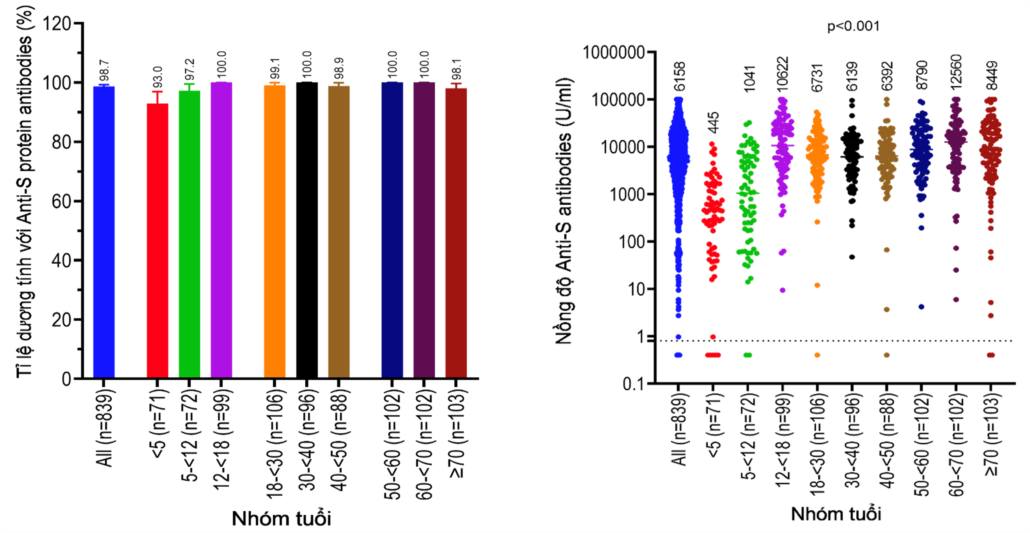 Tỉ lệ dương tính với Anti-S protein antibodies (%)
120
100
80
60
40
20
0
98.7
93.0
97.2
100.0
99.1
100.0
98.9
100.0
100.0
98.1
All (n=839)
<5 (n=71)
5-<12 (n=72)
12-<18 (n=99)
18-<30 (n=106)
30-<40 (n=96)
40-<50 (n=88)
50-<60 (n=102)
60-<70 (n=102)
≥70 (n=103)
Nhóm tuổi
p<0.001
Nồng độ Anti-S antibodies (U/ml)
1000000
100000
10000
1000
100
10
1
0.1
6158
445
1041
10622
6731
6139
6392
8790
12560
8449
All (n=839)
<5 (n=71)
5-<12 (n=72)
12-<18 (n=99)
18-<30 (n=106)
30-<40 (n=96)
40-<50 (n=88)
50-<60 (n=102)
60-<70 (n=102)
≥70 (n=103)
Nhóm tuổi